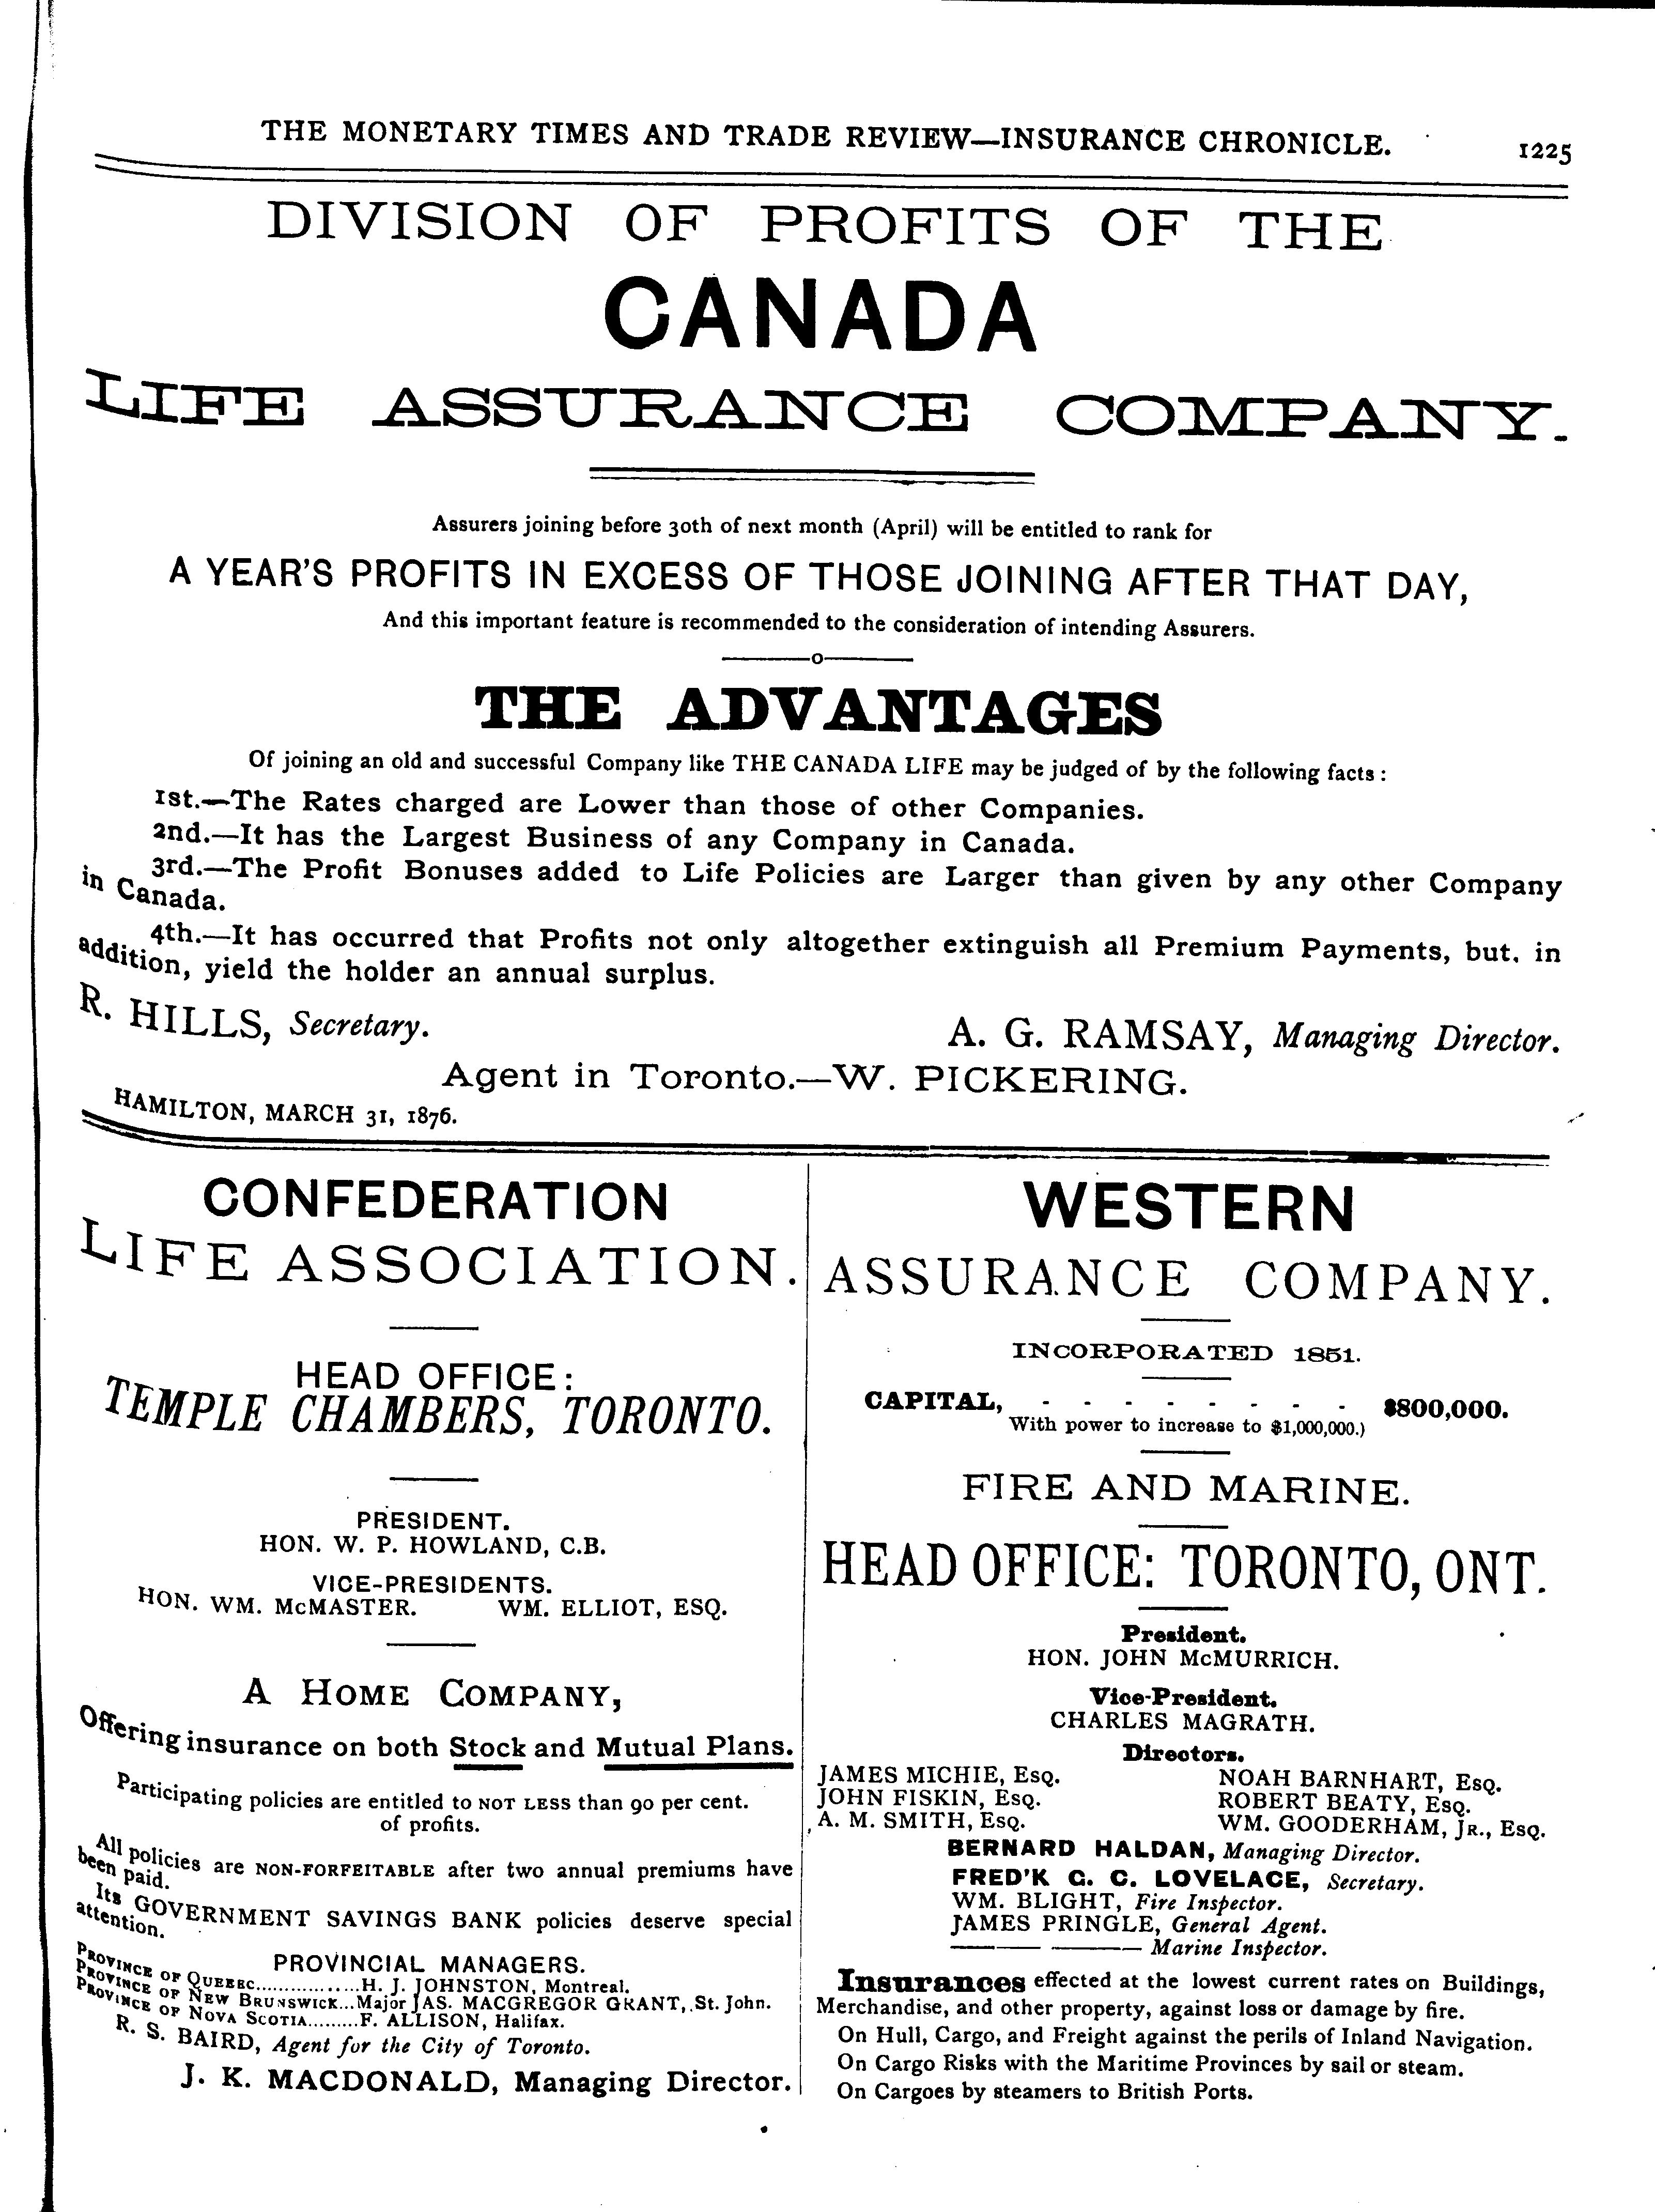 THE MONETARY TIMES AND TRADE REVIEW—INSURANCE CHRONICLE. 1225
DIVISION OF PROFITS OF THE
CANADA
LIFE ASSURANCE COMPANY.
Assurers joining before 30th of next month (April) will be entitled to rank for
A YEAR'S PROFITS IN EXCESS OF THOSE JOINING AFTER THAT DAY,
And this important feature is recommended to the consideration of intending Assurers.
——o——
THE ADVANTAGES
Of joining an old and successful Company like THE CANADA LIFE may be judged of by the following facts:
1st.—The Rates charged are Lower than those of other Companies.
2nd.—It has the Largest Business of any Company in Canada.
3rd.—The Profit Bonuses added to Life Policies are Larger than given by any other Company
in Canada.
4th.—It has occurred that Profits not only altogether extinguish all Premium Payments, but. in
addition, yield the holder an annual surplus.
R. HILLS, Secretary.
A. G. RAMSAY, Managing Director.
Agent in Toronto.—W. PICKERING.
HAMILTON, MARCH 31, 1876.
CONFEDERATION
LIFE ASSOCIATION.
HEAD OFFICE:
TEMPLE CHAMBERS, TORONTO.
PRESIDENT.
HON. W. P. HOWLAND, C.B.
VICE-PRESIDENTS.
HON. WM. McMASTER. WM. ELLIOT, ESQ.
A HOME COMPANY,
Offering insurance on both Stock and Mutual Plans.
Participating policies are entitled to NOT LESS than 90 per cent.
of profits.
All policies are NON-FORFEITABLE after two annual premiums have
been paid.
Its GOVERNMENT SAVINGS BANK policies deserve special
attention.
PROVINCIAL MANAGERS.
PROVINCE OF QUEBEC................H. J. JOHNSTON, Montreal.
PROVINCE OF NEW BRUNSWICK...Major JAS. MACGREGOR GRANT, St. John.
PROVINCE OF NOVA SCOTIA.........F. ALLISON, Halifax.
R. S. BAIRD, Agent for the City of Toronto.
J. K. MACDONALD, Managing Director.
WESTERN
ASSURANCE COMPANY.
INCORPORATED 1851.
CAPITAL, - - - - - - - - $800,000.
With power to increase to $1,000,000.)
FIRE AND MARINE.
HEAD OFFICE: TORONTO, ONT.
President.
HON. JOHN McMURRICH.
Vice-President.
CHARLES MAGRATH.
Directors.
JAMES MICHIE, ESQ. NOAH BARNHART, ESQ.
JOHN FISKIN, ESQ. ROBERT BEATY, ESQ.
A. M. SMITH, ESQ. WM. GOODERHAM, JR., ESQ.
BERNARD HALDAN, Managing Director.
FRED'K G. C. LOVELACE, Secretary.
WM. BLIGHT, Fire Inspector.
JAMES PRINGLE, General Agent.
——— ——— Marine Inspector.
Insurances effected at the lowest current rates on Buildings,
Merchandise, and other property, against loss or damage by fire.
On Hull, Cargo, and Freight against the perils of Inland Navigation.
On Cargo Risks with the Maritime Provinces by sail or steam.
On Cargoes by steamers to British Ports.